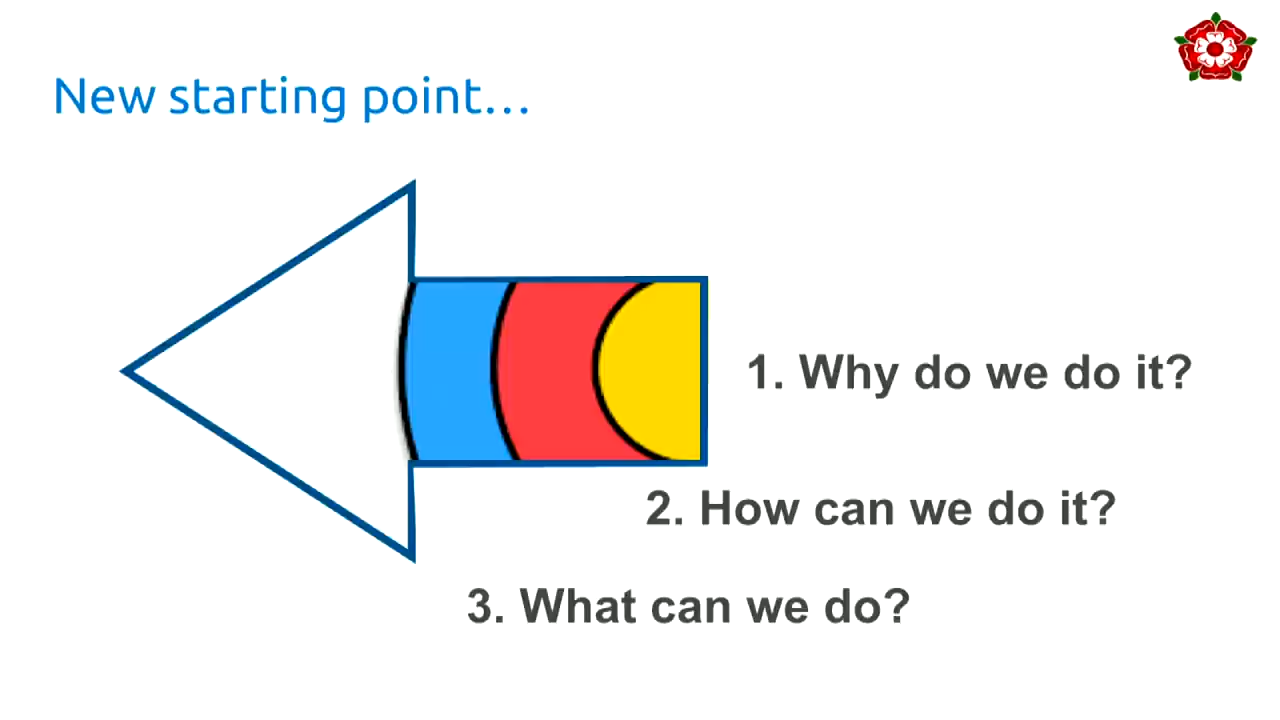 New starting point…
1. Why do we do it?
2. How can we do it?
3. What can we do?